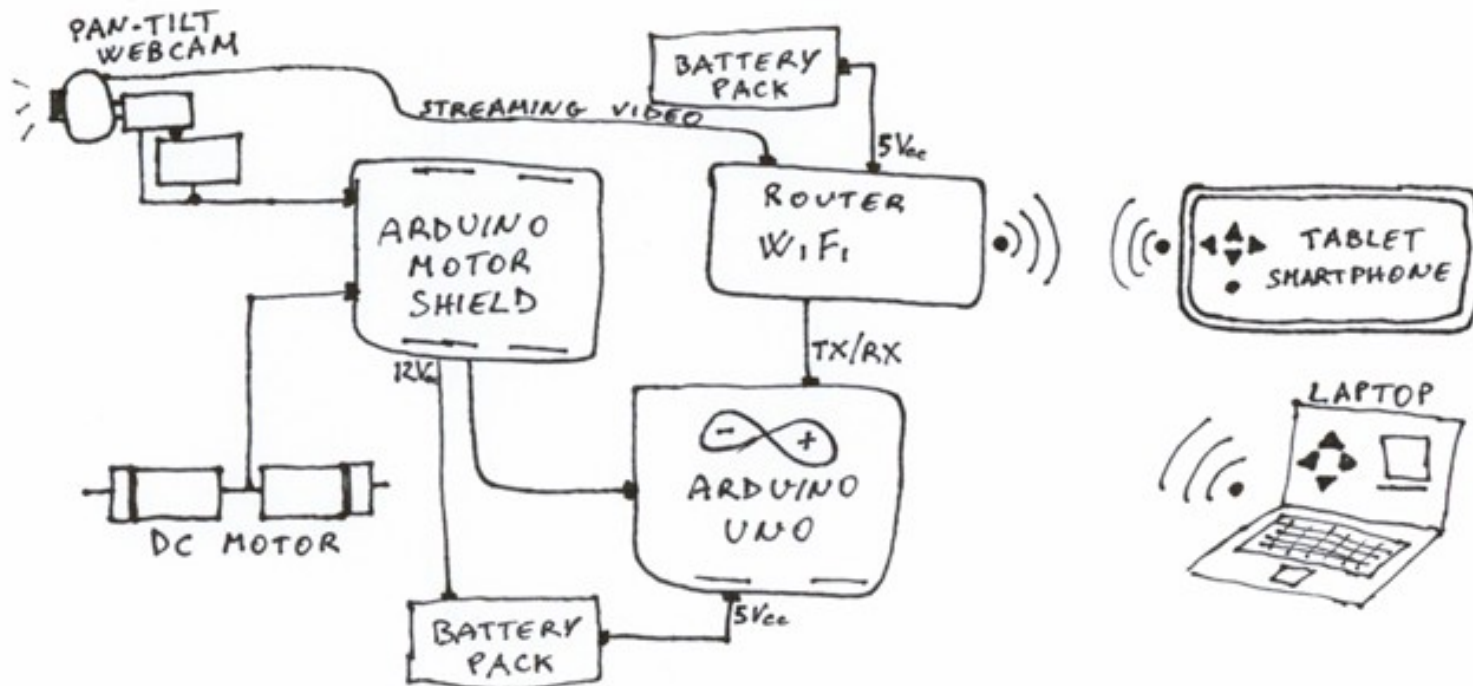 PAN-TILT
WEBCAM
BATTERY
PACK
STREAMING VIDEO
5Vcc
ROUTER
WIFI
ARDUINO
MOTOR
SHIELD
TABLET
SMARTPHONE
TX/RX
12Vcc
LAPTOP
- +
ARDUINO
UNO
DC MOTOR
5Vcc
BATTERY
PACK